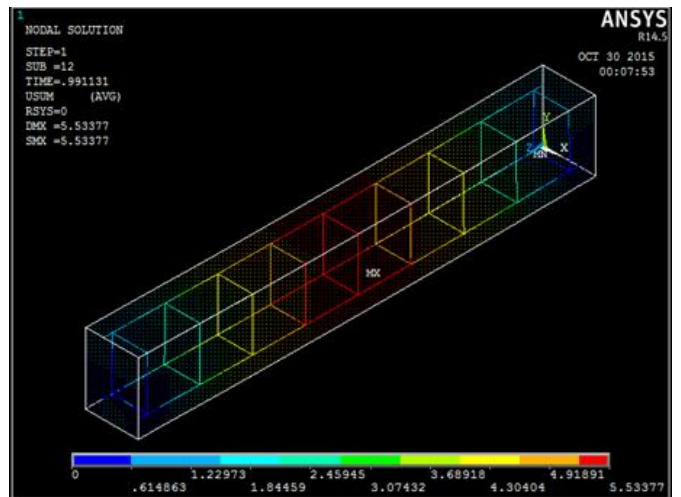 1
NODAL SOLUTION
STEP=1
SUB =12
TIME=.991131
USUM (AVG)
RSYS=0
DMX =5.53377
SMX =5.53377
ANSYS
R14.5
OCT 30 2015
00:07:53
Y
Z MN X
MX
0 1.22973 2.45945 3.68918 4.91891
.614863 1.84459 3.07432 4.30404 5.53377